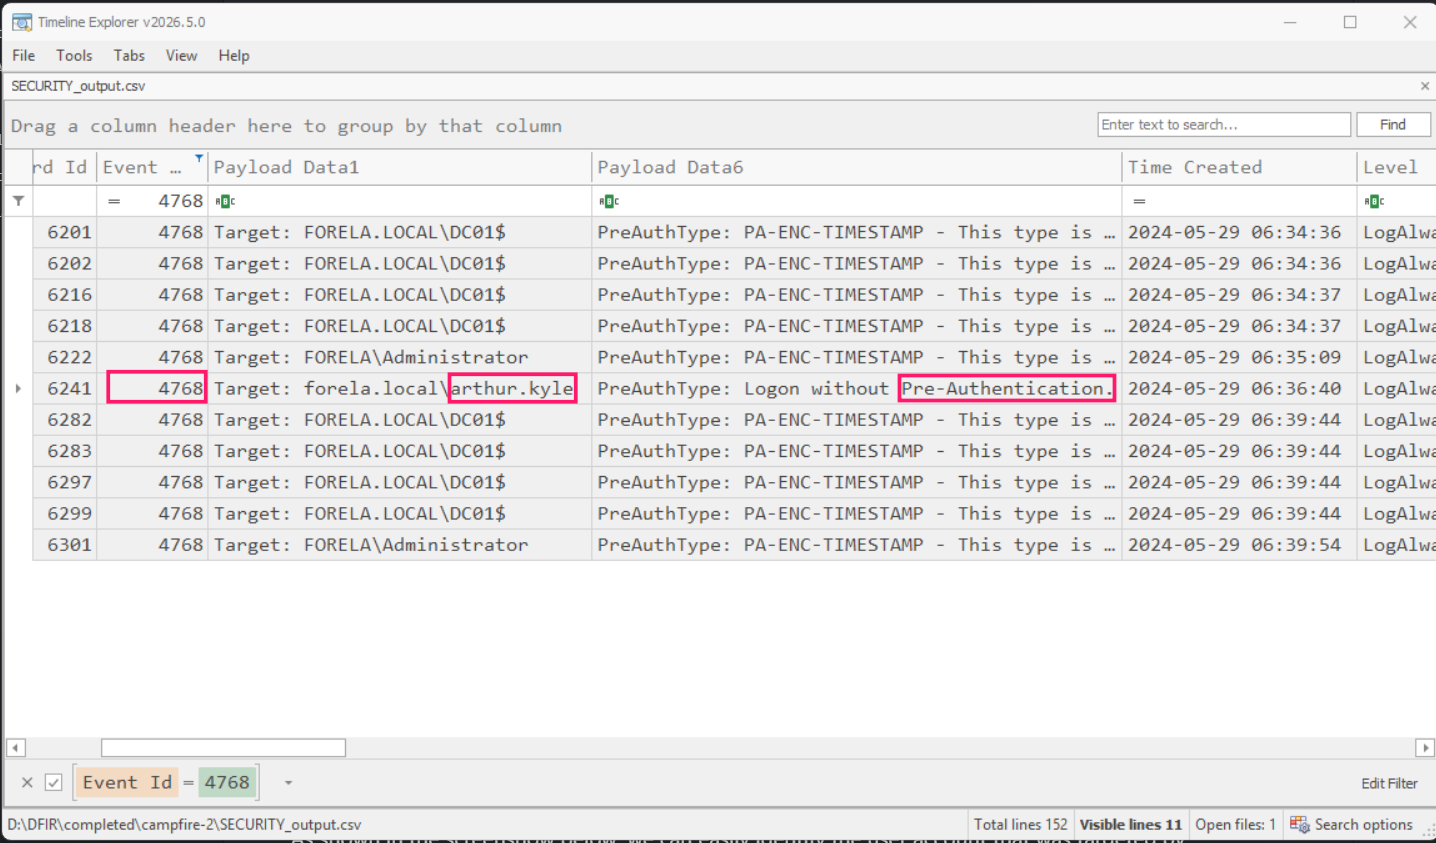 Timeline Explorer v2026.5.0
File Tools Tabs View Help
SECURITY_output.csv
Drag a column header here to group by that column
Enter text to search... Find
rd Id Event … Payload Data1 Payload Data6 Time Created Level
= 4768 ABC ABC = ABC
6201 4768 Target: FORELA.LOCAL\DC01$ PreAuthType: PA-ENC-TIMESTAMP - This type is … 2024-05-29 06:34:36 LogAlwa
6202 4768 Target: FORELA.LOCAL\DC01$ PreAuthType: PA-ENC-TIMESTAMP - This type is … 2024-05-29 06:34:36 LogAlwa
6216 4768 Target: FORELA.LOCAL\DC01$ PreAuthType: PA-ENC-TIMESTAMP - This type is … 2024-05-29 06:34:37 LogAlwa
6218 4768 Target: FORELA.LOCAL\DC01$ PreAuthType: PA-ENC-TIMESTAMP - This type is … 2024-05-29 06:34:37 LogAlwa
6222 4768 Target: FORELA\Administrator PreAuthType: PA-ENC-TIMESTAMP - This type is … 2024-05-29 06:35:09 LogAlwa
6241 4768 Target: forela.local\arthur.kyle PreAuthType: Logon without Pre-Authentication. 2024-05-29 06:36:40 LogAlwa
6282 4768 Target: FORELA.LOCAL\DC01$ PreAuthType: PA-ENC-TIMESTAMP - This type is … 2024-05-29 06:39:44 LogAlwa
6283 4768 Target: FORELA.LOCAL\DC01$ PreAuthType: PA-ENC-TIMESTAMP - This type is … 2024-05-29 06:39:44 LogAlwa
6297 4768 Target: FORELA.LOCAL\DC01$ PreAuthType: PA-ENC-TIMESTAMP - This type is … 2024-05-29 06:39:44 LogAlwa
6299 4768 Target: FORELA.LOCAL\DC01$ PreAuthType: PA-ENC-TIMESTAMP - This type is … 2024-05-29 06:39:44 LogAlwa
6301 4768 Target: FORELA\Administrator PreAuthType: PA-ENC-TIMESTAMP - This type is … 2024-05-29 06:39:54 LogAlwa
Event Id = 4768 Edit Filter
D:\DFIR\completed\campfire-2\SECURITY_output.csv Total lines 152 Visible lines 11 Open files: 1 Search options